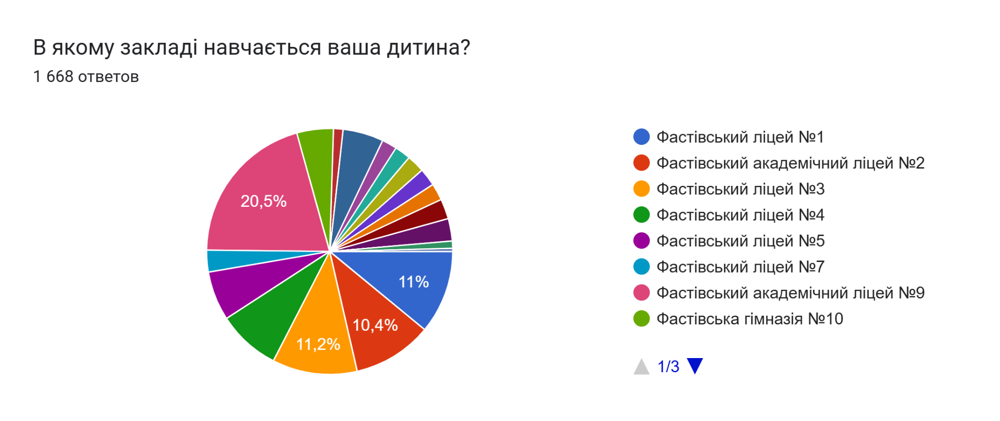 В якому закладі навчається ваша дитина?
1 668 ответов
20,5%
11%
10,4%
11,2%
Фастівський ліцей №1
Фастівський академічний ліцей №2
Фастівський ліцей №3
Фастівський ліцей №4
Фастівський ліцей №5
Фастівський ліцей №7
Фастівський академічний ліцей №9
Фастівська гімназія №10
1/3